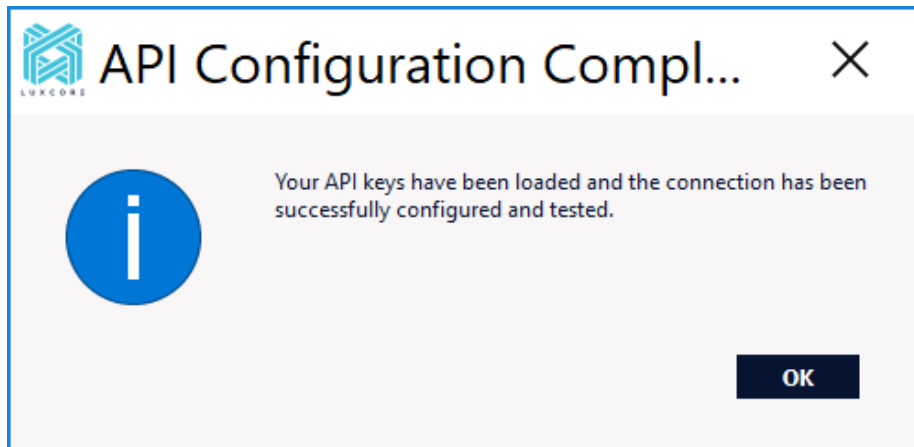 LUXCORE
API Configuration Compl...
Your API keys have been loaded and the connection has been
successfully configured and tested.
OK